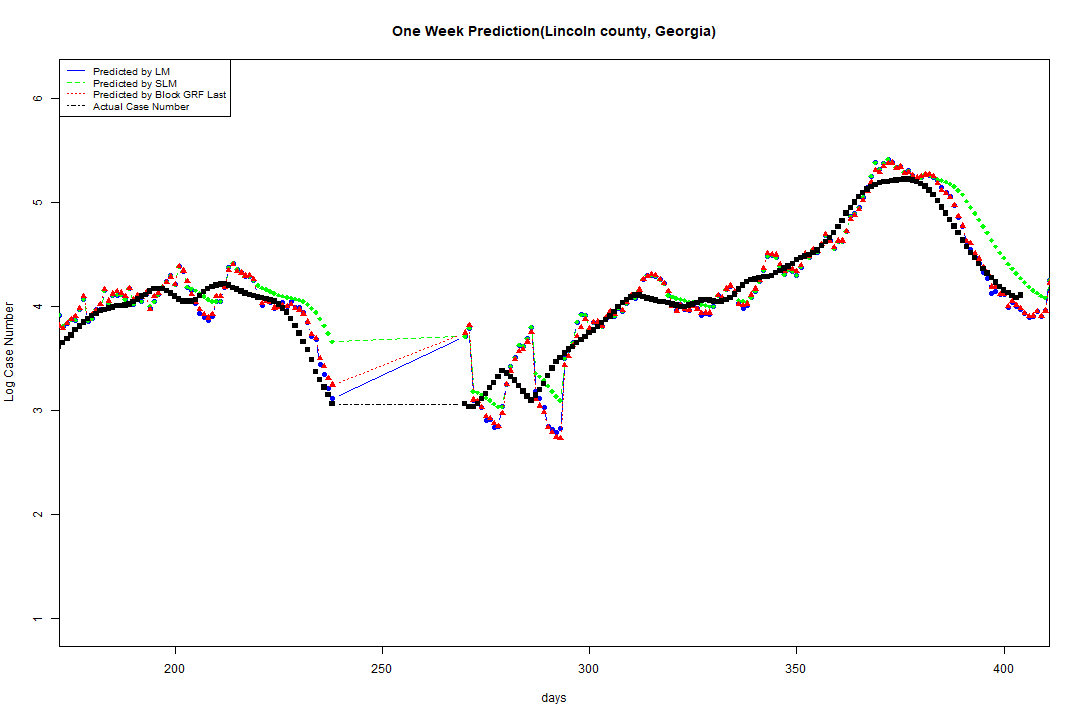 One Week Prediction(Lincoln county, Georgia)
Predicted by LM
Predicted by SLM
Predicted by Block GRF Last
Actual Case Number
6
5
4
3
2
1
Log Case Number
200 250 300 350 400
days